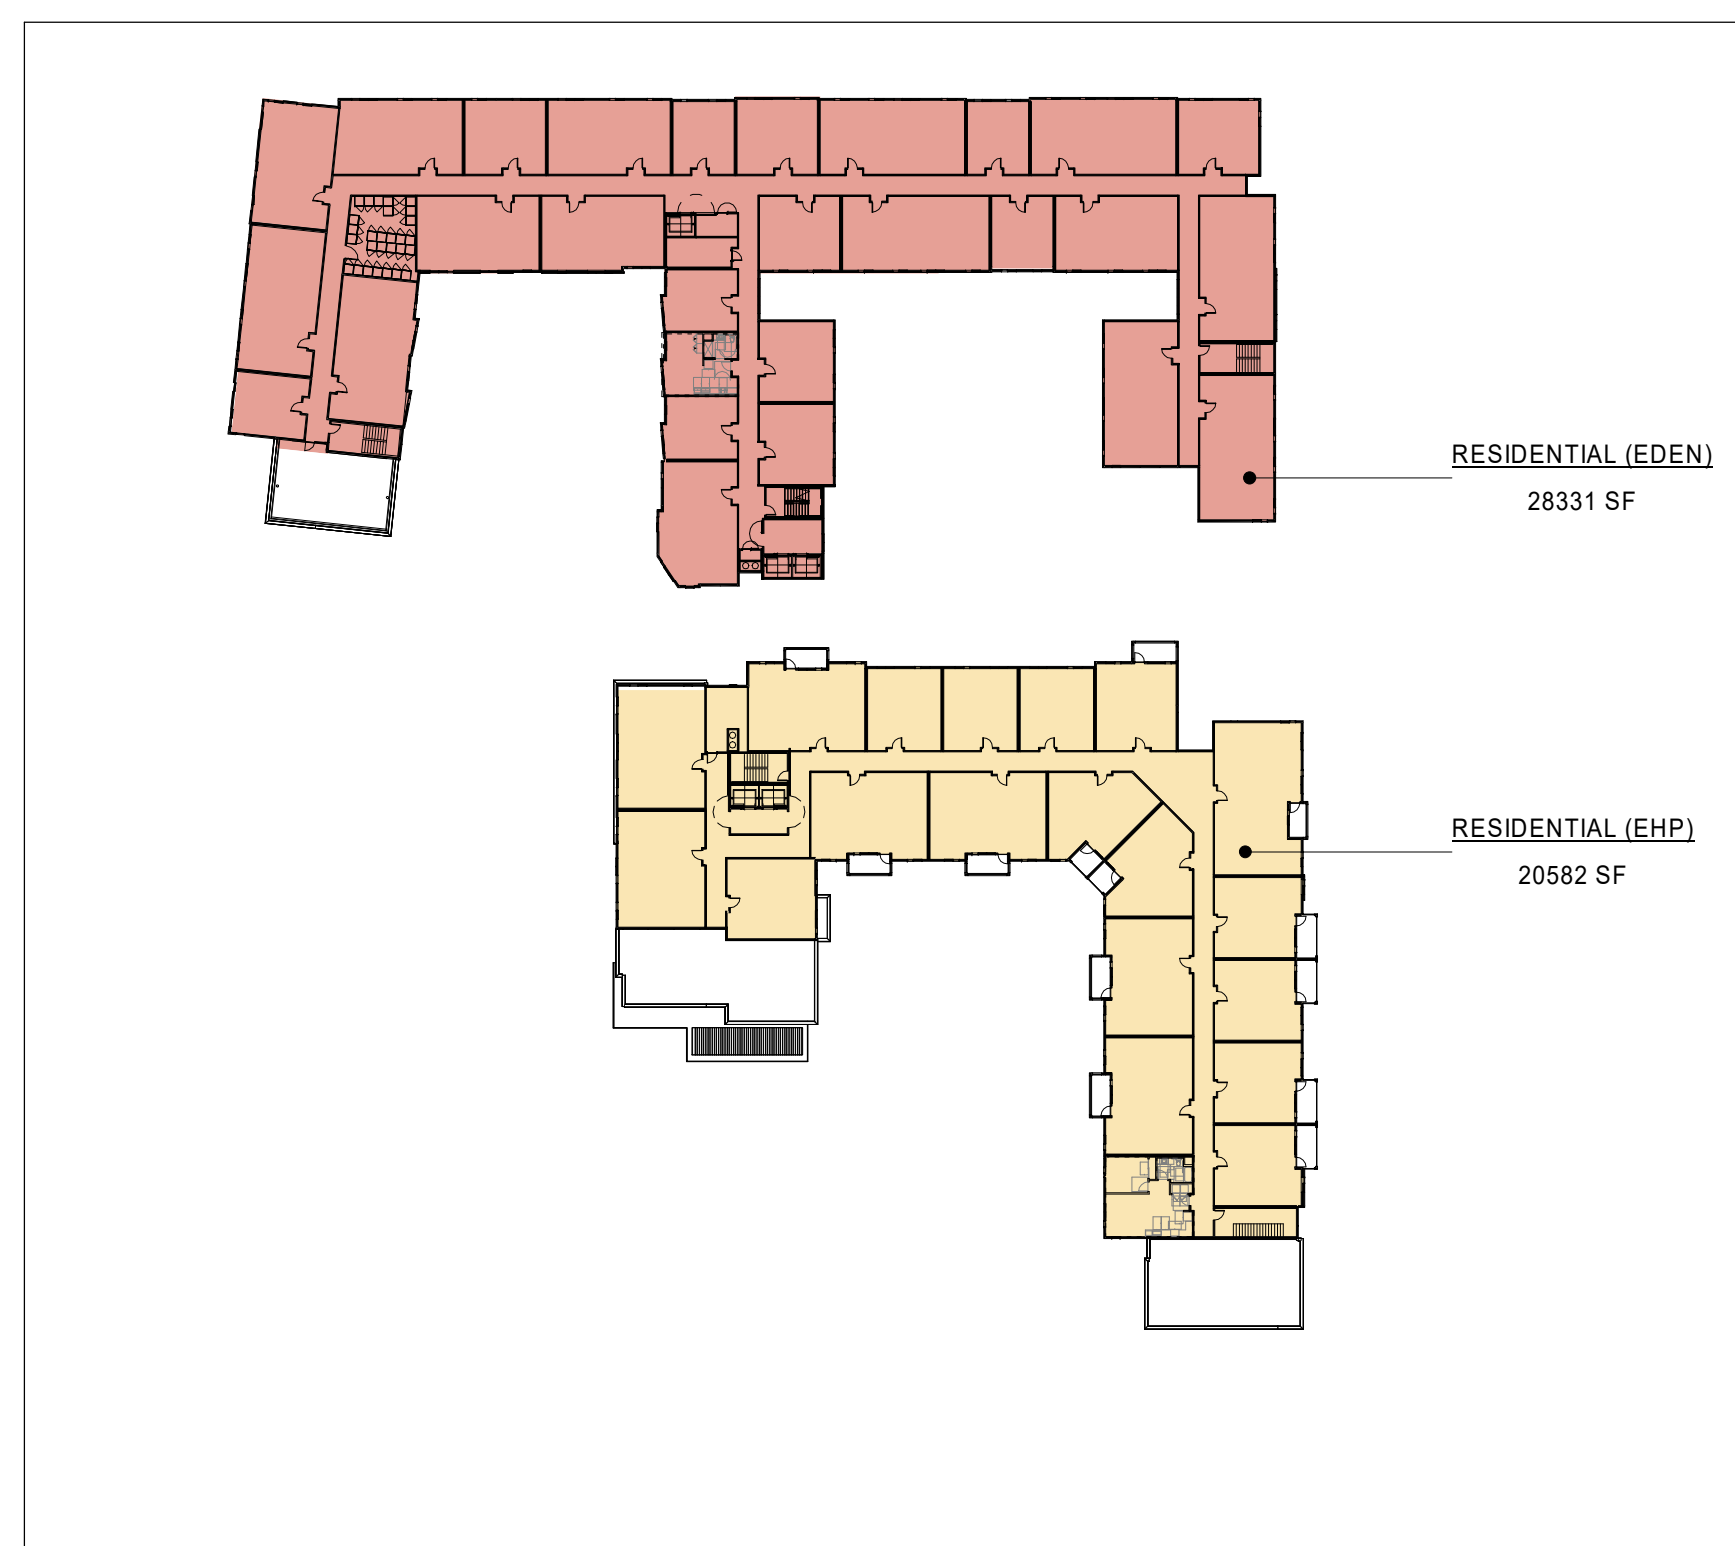 RESIDENTIAL (EDEN)
28331 SF
RESIDENTIAL (EHP)
20582 SF